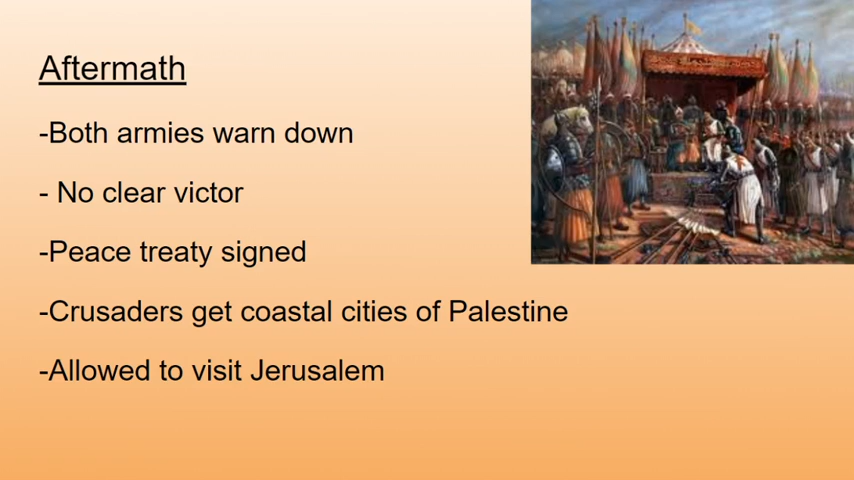 Aftermath
-Both armies warn down
- No clear victor
-Peace treaty signed
-Crusaders get coastal cities of Palestine
-Allowed to visit Jerusalem